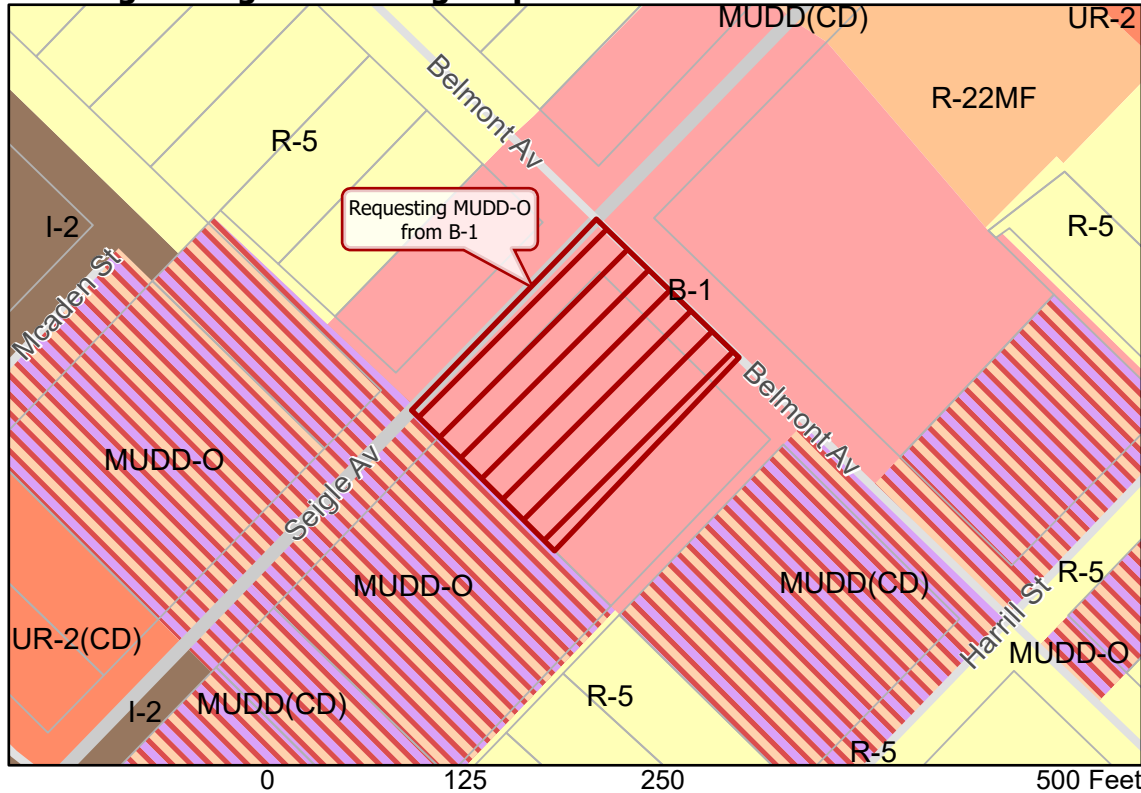 MUDD(CD)
UR-2
Belmont Av
R-22MF
R-5
Requesting MUDD-O
from B-1
I-2
R-5
Mcaden St
B-1
Belmont Av
MUDD-O
Seigle Av
MUDD-O
MUDD(CD)
R-5
Harrill St
UR-2(CD)
MUDD-O
R-5
MUDD(CD)
I-2
R-5
0 125 250 500 Feet